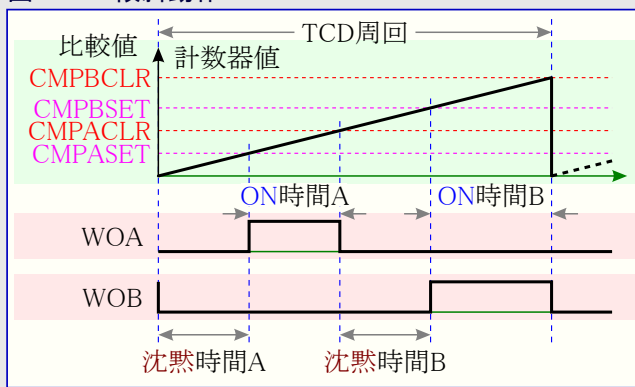 TCD周回
比較値
計数器値
CMPBCLR
CMPBSET
CMPACLR
CMPASET
ON時間A
ON時間B
WOA
WOB
沈黙時間A
沈黙時間B